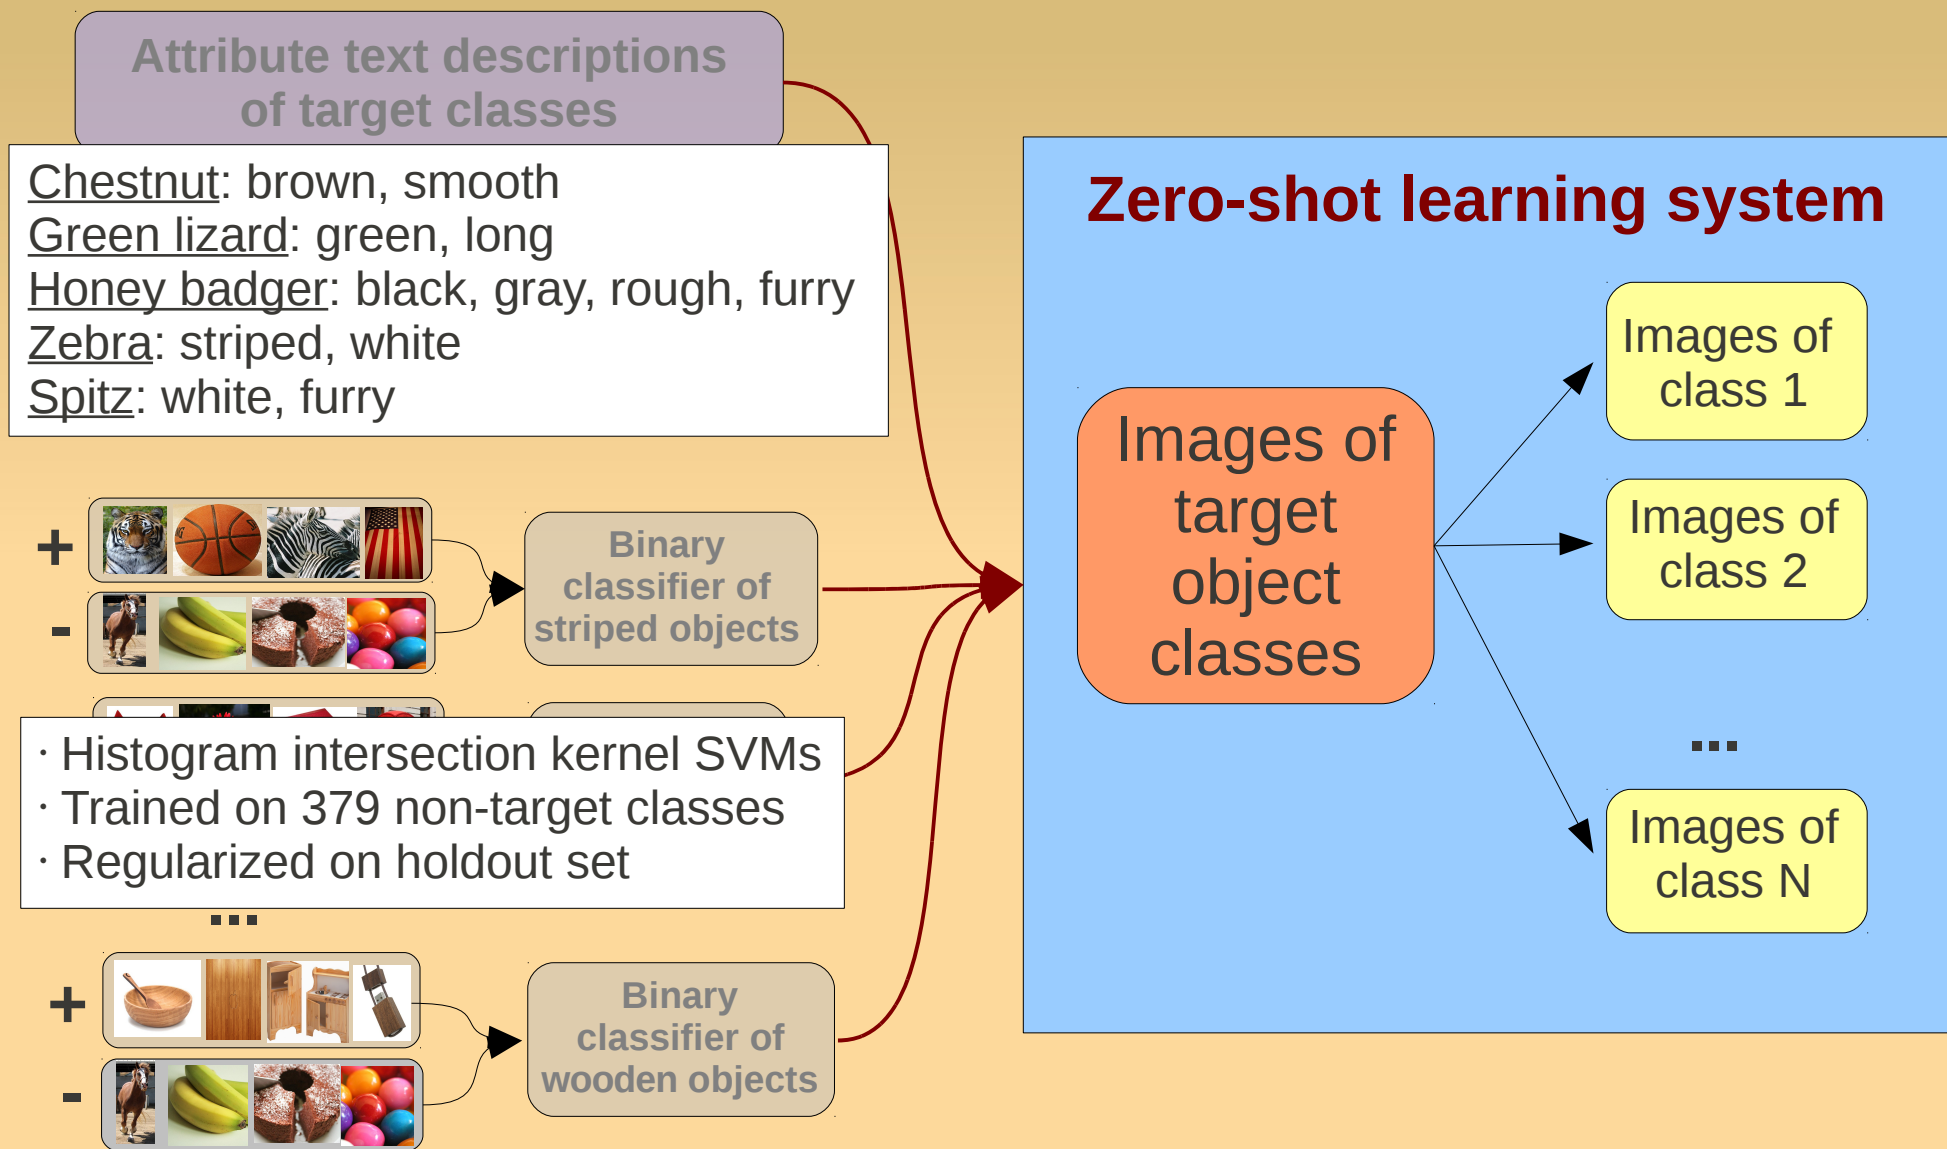 Attribute text descriptions
of target classes
Chestnut: brown, smooth
Green lizard: green, long
Honey badger: black, gray, rough, furry
Zebra: striped, white
Spitz: white, furry
+
-
Binary
classifier of
striped objects
· Histogram intersection kernel SVMs
· Trained on 379 non-target classes
· Regularized on holdout set
...
+
-
Binary
classifier of
wooden objects
Zero-shot learning system
Images of
target
object
classes
Images of
class 1
Images of
class 2
...
Images of
class N